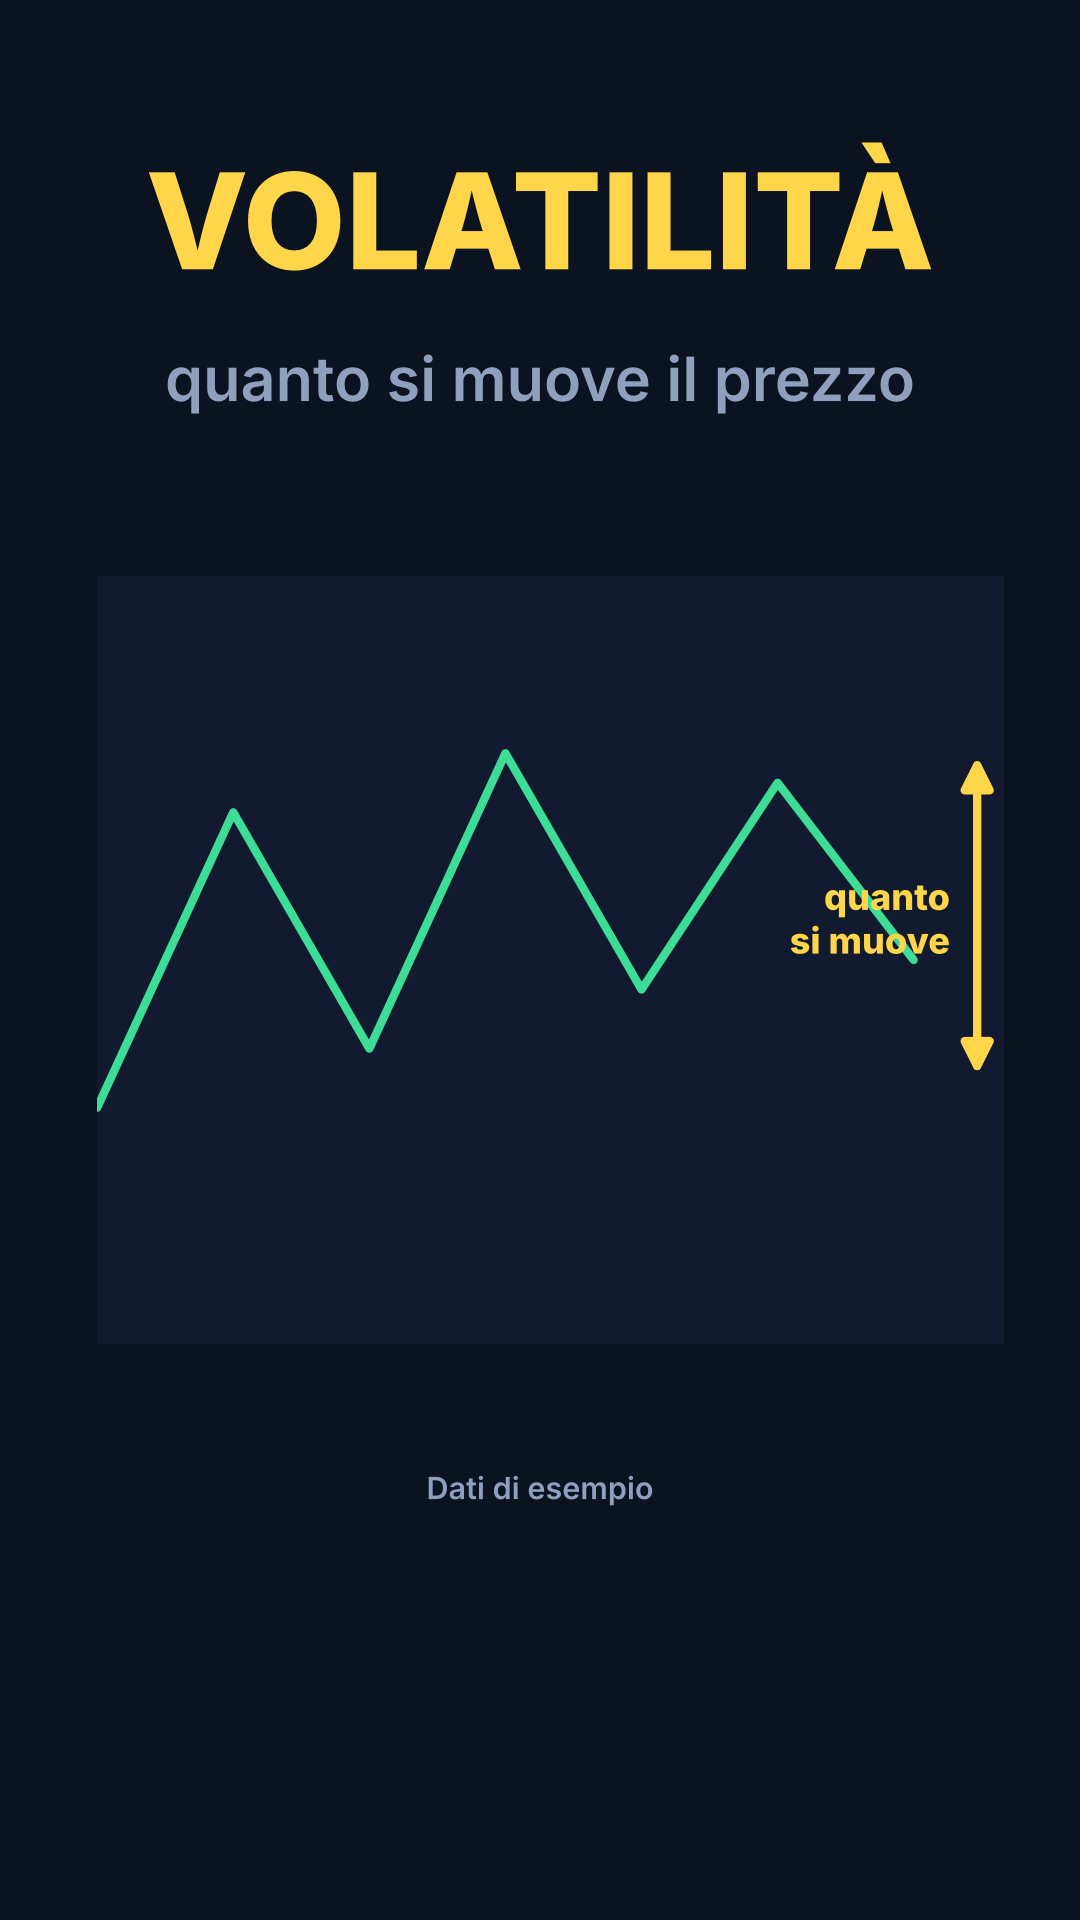 VOLATILITÀ
quanto si muove il prezzo
quanto
si muove
Dati di esempio